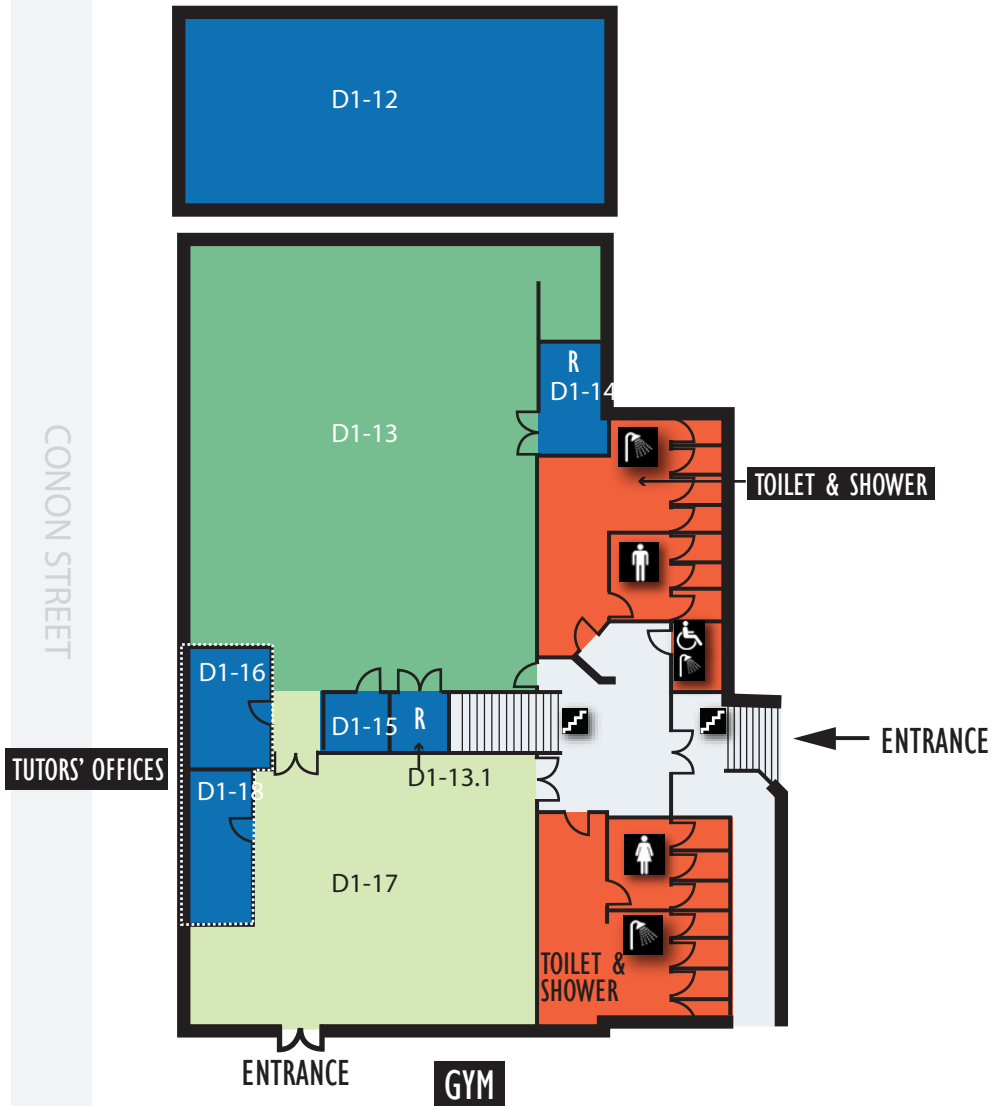 D1-12
R
D1-14
D1-13
TOILET & SHOWER
CONON STREET
D1-16
D1-15
R
ENTRANCE
TUTORS' OFFICES
D1-13.1
D1-18
D1-17
TOILET &
SHOWER
ENTRANCE
GYM